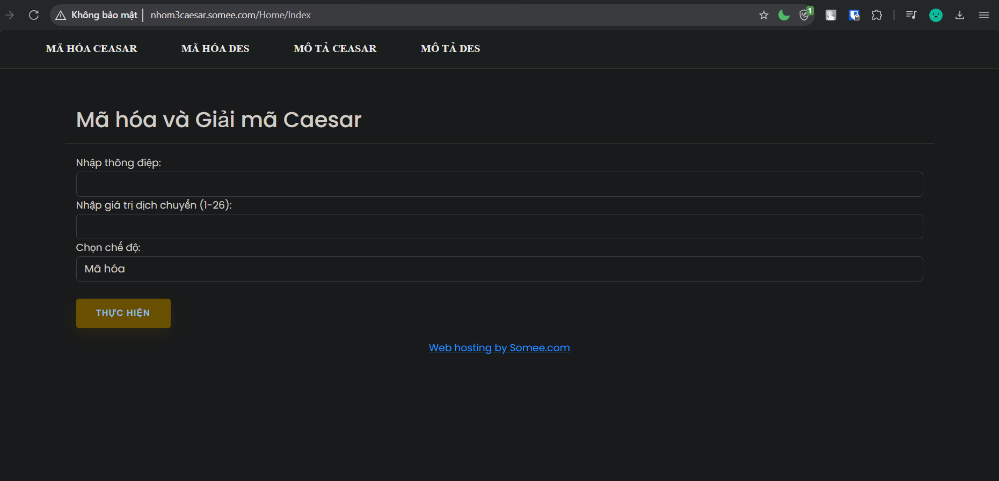 Không bảo mật nhom3caesar.somee.com/Home/Index 1
MÃ HÓA CEASAR MÃ HÓA DES MÔ TẢ CEASAR MÔ TẢ DES
Mã hóa và Giải mã Caesar
Nhập thông điệp:
Nhập giá trị dịch chuyển (1-26):
Chọn chế độ:
Mã hóa
THỰC HIỆN
Web hosting by Somee.com